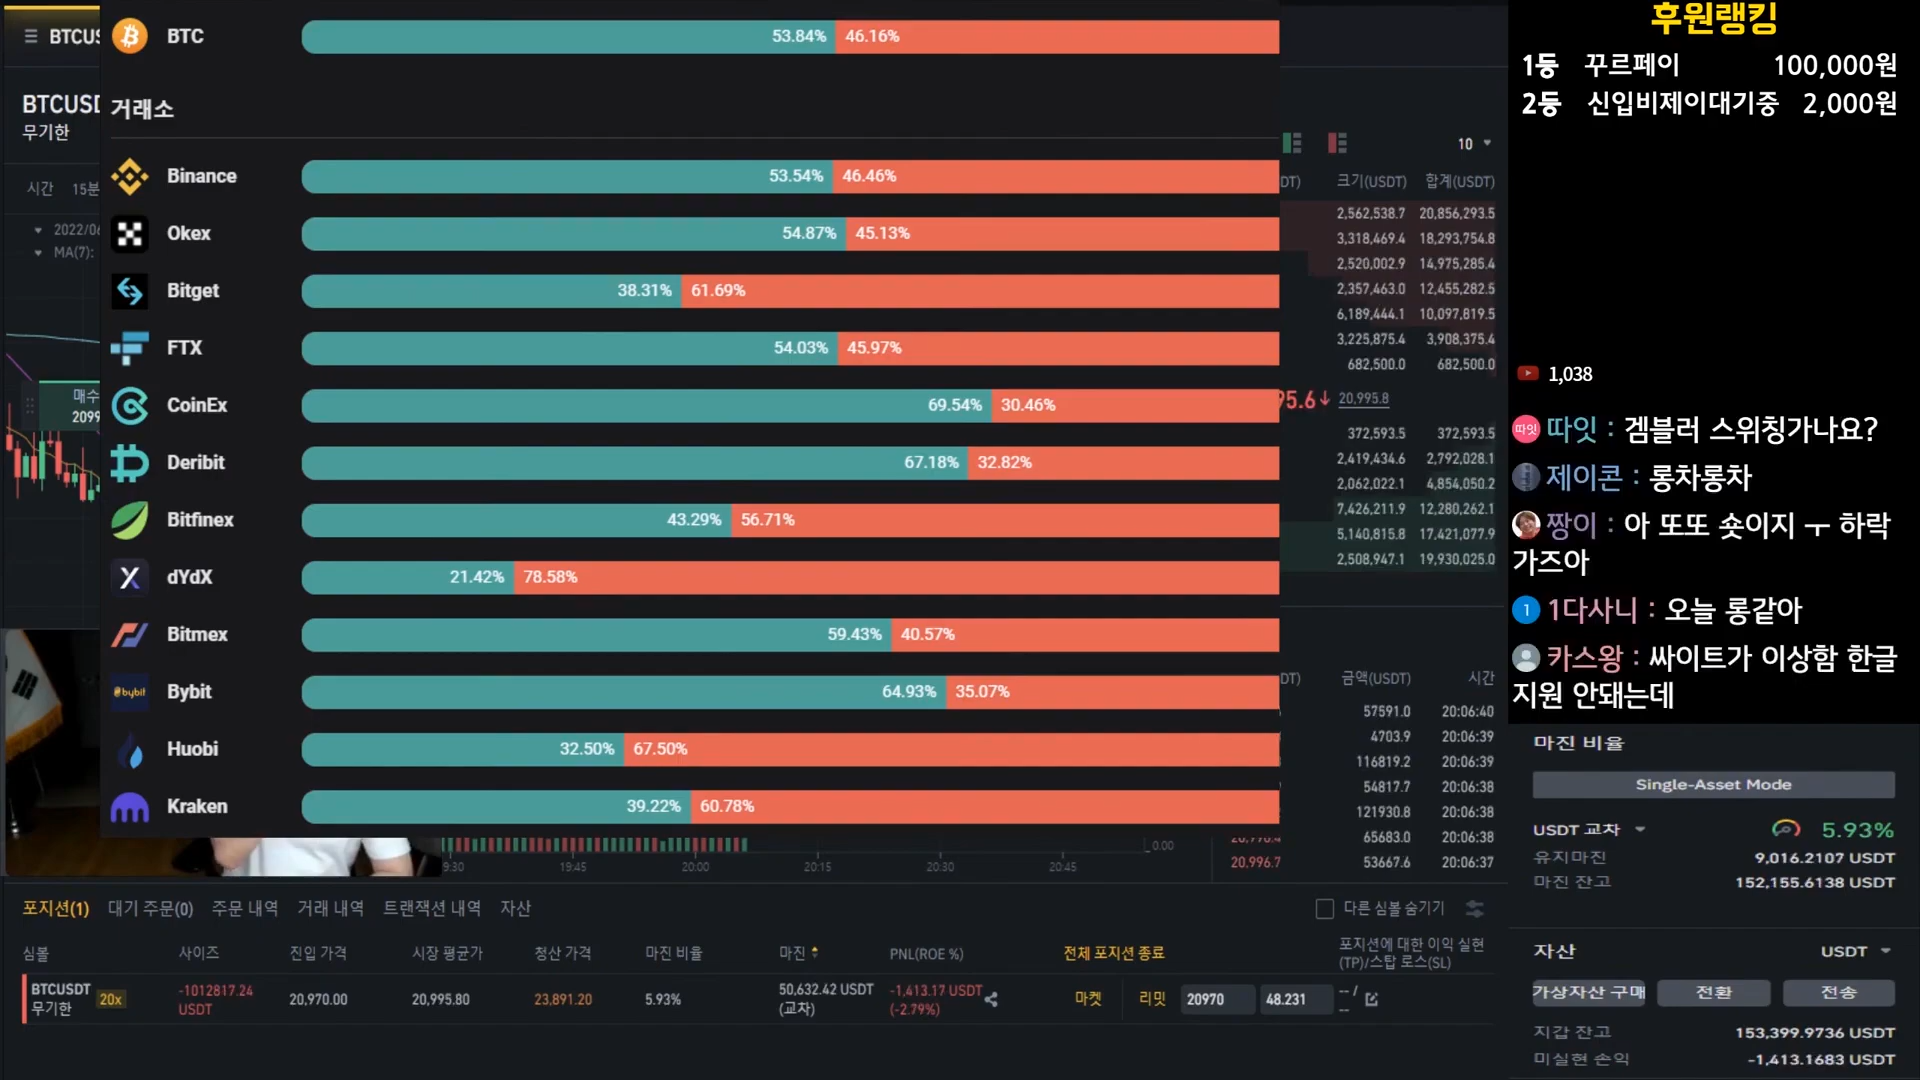 BTCUS
BTC
53.84% 46.16%
BTCUSD
무기한
거래소
시간 15분
2022/06
MA(7):
매수
2099
Binance 53.54% 46.46%
Okex 54.87% 45.13%
Bitget 38.31% 61.69%
FTX 54.03% 45.97%
CoinEx 69.54% 30.46%
Deribit 67.18% 32.82%
Bitfinex 43.29% 56.71%
dYdX 21.42% 78.58%
Bitmex 59.43% 40.57%
bybit Bybit 64.93% 35.07%
Huobi 32.50% 67.50%
Kraken 39.22% 60.78%
10
DT) 크기(USDT) 합계(USDT)
2,562,538.7 20,856,293.5
3,318,469.4 18,293,754.8
2,520,002.9 14,975,285.4
2,357,463.0 12,455,282.5
6,189,444.1 10,097,819.5
3,225,875.4 3,908,375.4
682,500.0 682,500.0
95.6↓ 20,995.8
372,593.5 372,593.5
2,419,434.6 2,792,028.1
2,062,022.1 4,854,050.2
7,426,211.9 12,280,262.1
5,140,815.8 17,421,077.9
2,508,947.1 19,930,025.0
DT) 금액(USDT) 시간
57591.0 20:06:40
4703.9 20:06:39
116819.2 20:06:39
54817.7 20:06:38
121930.8 20:06:38
65683.0 20:06:38
20,996.7 53667.6 20:06:37
0.00
9:30 19:45 20:00 20:15 20:30 20:45
후원랭킹
1등 꾸르페이 100,000원
2등 신입비제이대기중 2,000원
1,038
따잇 따잇 : 겜블러 스위칭가나요?
제이콘 : 롱차롱차
짱이 : 아 또또 숏이지 ㅜ 하락
가즈아
1 1다사니 : 오늘 롱같아
카스왕 : 싸이트가 이상함 한글
지원 안돼는데
마진 비율
Single-Asset Mode
USDT 교차 5.93%
유지마진 9,016.2107 USDT
마진 잔고 152,155.6138 USDT
자산 USDT
가상자산 구매 전환 전송
지갑 잔고 153,399.9736 USDT
미실현 손익 -1,413.1683 USDT
포지션(1) 대기 주문(0) 주문 내역 거래 내역 트랜잭션 내역 자산
다른 심볼 숨기기
심볼 사이즈 진입 가격 시장 평균가 청산 가격 마진 비율 마진 PNL(ROE %) 전체 포지션 종료 포지션에 대한 이익 실현
(TP)/스탑 로스(SL)
BTCUSDT 20x -1012817.24 20,970.00 20,995.80 23,891.20 5.93% 50,632.42 USDT -1,413.17 USDT 마켓 리밋 20970 48.231 -- /
무기한 USDT (교차) (-2.79%) --